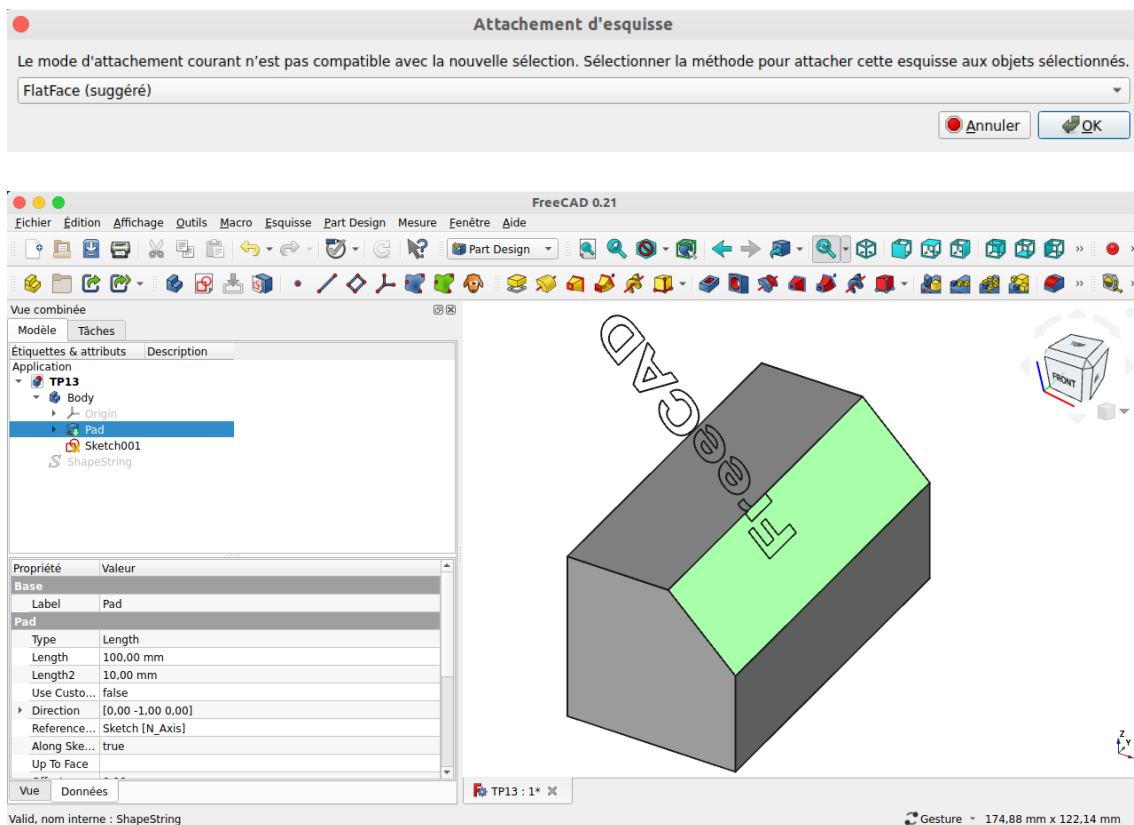 Attachement d'esquisse
Le mode d'attachement courant n’est pas compatible avec la nouvelle sélection. Sélectionner la méthode pour attacher cette esquisse aux objets sélectionnés.
FlatFace (suggéré)
Annuler OK
FreeCAD 0.21
Fichier Édition Affichage Outils Macro Esquisse Part Design Mesure Fenêtre Aide
Part Design
Vue combinée
Modèle Tâches
Étiquettes & attributs Description
Application
TP13
Body
Origin
Pad
Sketch001
ShapeString
FreeCAD
FRONT
Propriété Valeur
Base
Label Pad
Pad
Type Length
Length 100,00 mm
Length2 10,00 mm
Use Custo... false
Direction [0,00 -1,00 0,00]
Reference... Sketch [N_Axis]
Along Ske... true
Up To Face
Z
Y
Vue Données
TP13 : 1*
Valid, nom interne : ShapeString
Gesture 174,88 mm x 122,14 mm